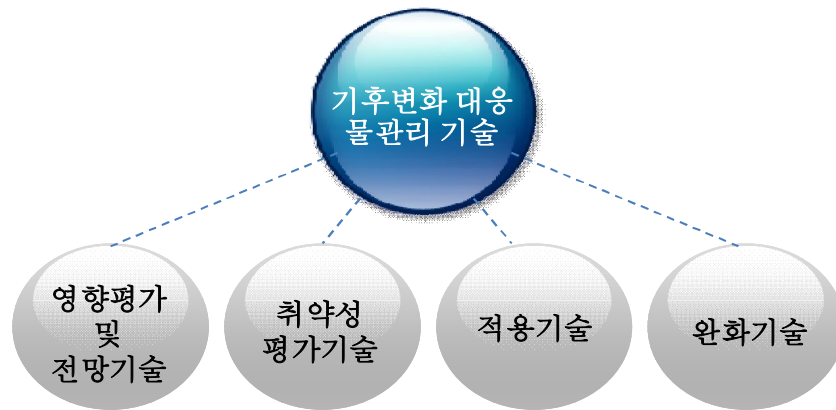 기후변화 대응
물관리 기술
영향평가
및
전망기술
취약성
평가기술
적용기술
완화기술